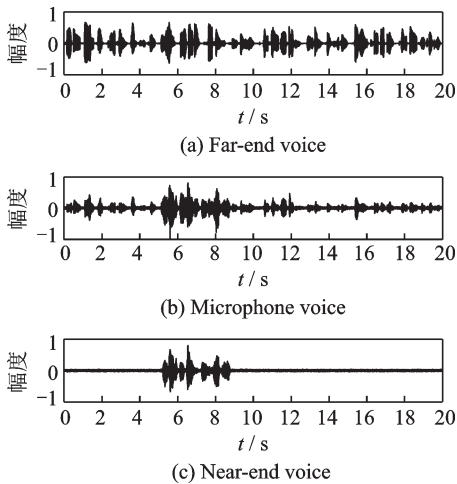 幅度
1
0
−1
0 2 4 6 8 10 12 14 16 18 20
t / s
(a) Far-end voice
幅度
1
0
−1
0 2 4 6 8 10 12 14 16 18 20
t / s
(b) Microphone voice
幅度
1
0
−1
0 2 4 6 8 10 12 14 16 18 20
t / s
(c) Near-end voice